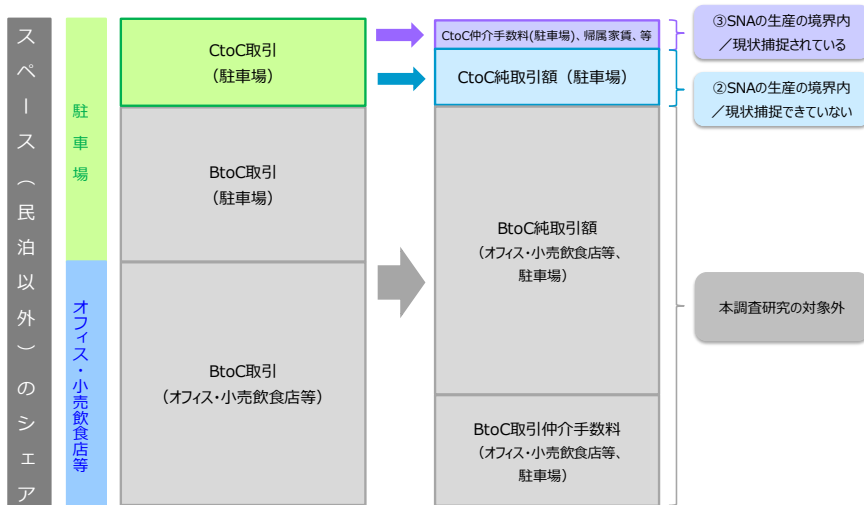 スペース（民泊以外）のシェア
駐車場
オフィス・小売飲食店等
CtoC取引
（駐車場）
BtoC取引
（駐車場）
BtoC取引
（オフィス・小売飲食店等）
CtoC仲介手数料(駐車場)、帰属家賃、等
CtoC純取引額（駐車場）
BtoC純取引額
（オフィス・小売飲食店等、
駐車場）
BtoC取引仲介手数料
（オフィス・小売飲食店等、
駐車場）
③SNAの生産の境界内
／現状捕捉されている
②SNAの生産の境界内
／現状捕捉できていない
本調査研究の対象外